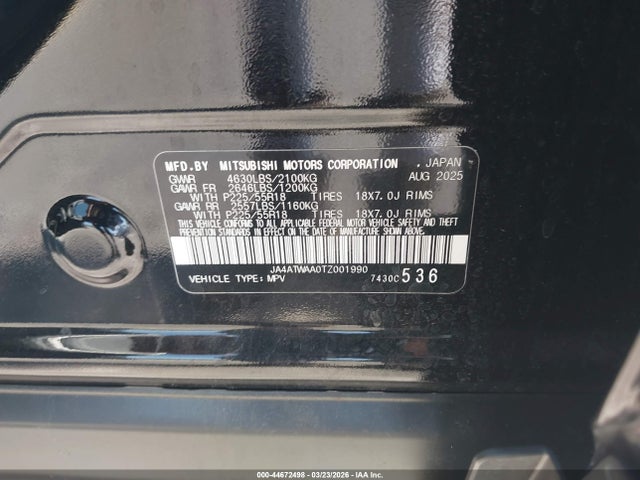 MFD.BY MITSUBISHI MOTORS CORPORATION , JAPAN
GVWR 4630LBS/2100KG AUG 2025
GAWR FR 2646LBS/1200KG
WITH P225/55R18 TIRES 18X7.0J RIMS
GAWR RR 2557LBS/1160KG
WITH P225/55R18 TIRES 18X7.0J RIMS
THIS VEHICLE CONFORMS TO ALL APPLICABLE FEDERAL MOTOR VEHICLE SAFETY, BUMPER, AND THEFT
PREVENTION STANDARDS IN EFFECT ON THE DATE OF MANUFACTURE SHOWN ABOVE.
JA4ATWAA0TZ001990
VEHICLE TYPE: MPV 7430C 536
000-44672498 - 03/23/2026 - IAAI.COM